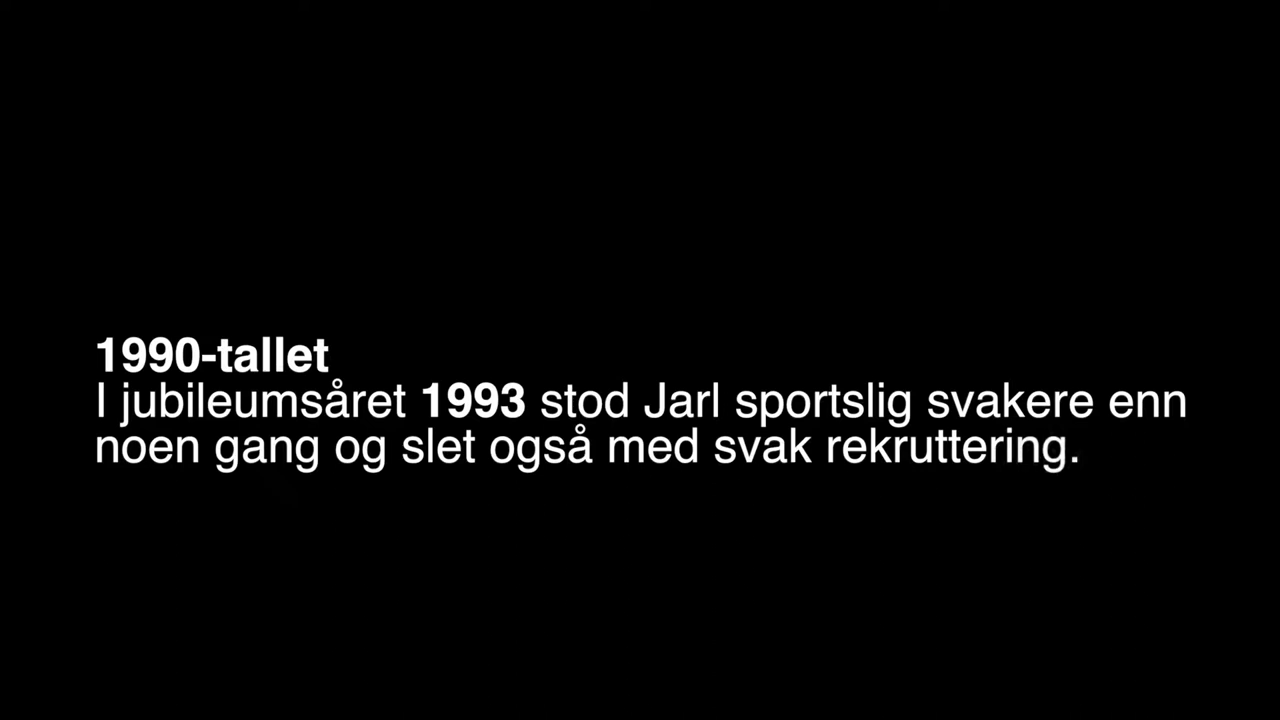 1990-tallet
I jubileumsåret 1993 stod Jarl sportslig svakere enn
noen gang og slet også med svak rekruttering.